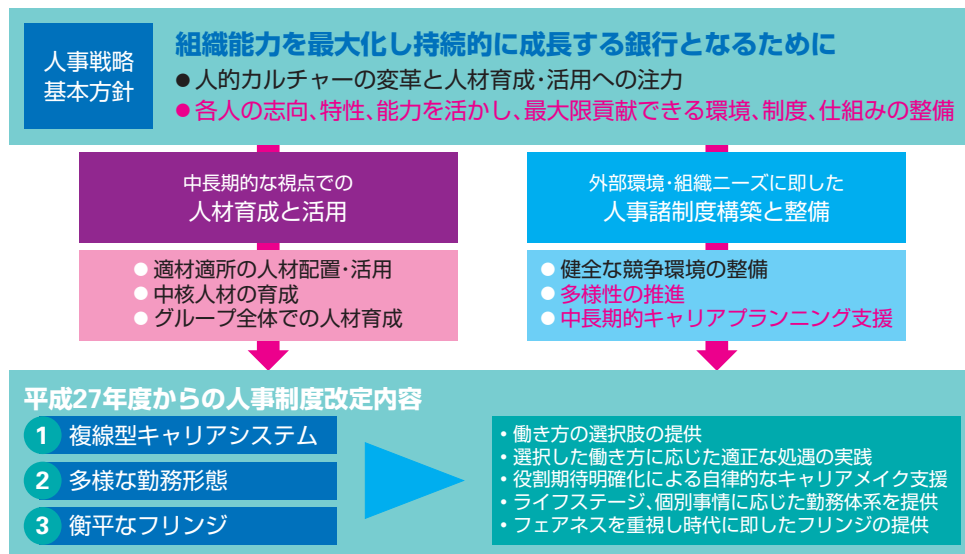 人事戦略
基本方針
組織能力を最大化し持続的に成長する銀行となるために
●人的カルチャーの変革と人材育成・活用への注力
●各人の志向、特性、能力を活かし、最大限貢献できる環境、制度、仕組みの整備
中長期的な視点での
人材育成と活用
●適材適所の人材配置・活用
●中核人材の育成
●グループ全体での人材育成
外部環境・組織ニーズに即した
人事諸制度構築と整備
●健全な競争環境の整備
●多様性の推進
●中長期的キャリアプランニング支援
平成27年度からの人事制度改定内容
1 複線型キャリアシステム
2 多様な勤務形態
3 衡平なフリンジ
・働き方の選択肢の提供
・選択した働き方に応じた適正な処遇の実践
・役割期待明確化による自律的なキャリアメイク支援
・ライフステージ、個別事情に応じた勤務体系を提供
・フェアネスを重視し時代に即したフリンジの提供